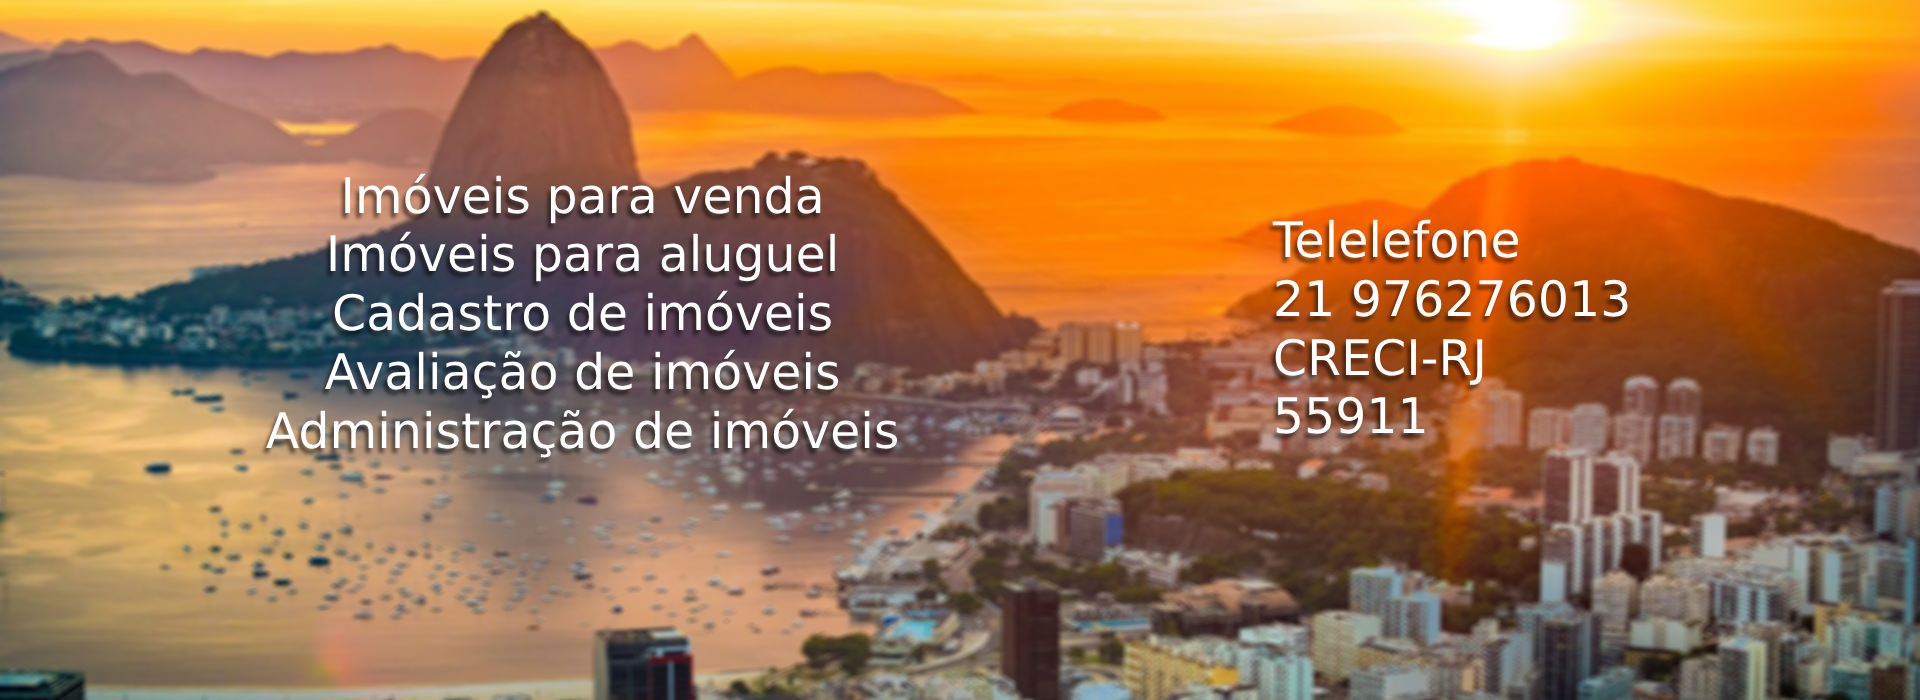 Imóveis para venda
Imóveis para aluguel
Cadastro de imóveis
Avaliação de imóveis
Administração de imóveis
Telelefone
21 976276013
CRECI-RJ
55911